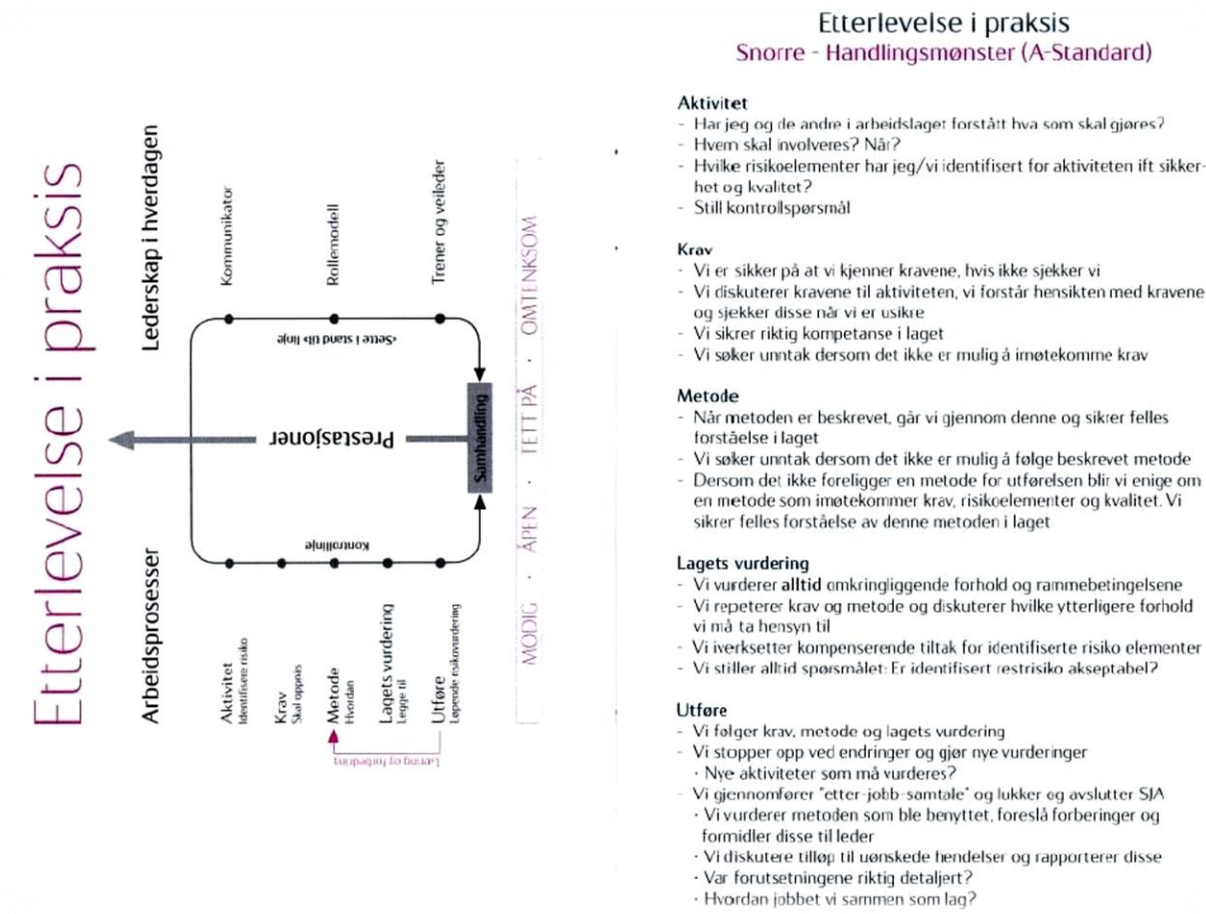 Etterlevelse i praksis
Arbeidsprosesser
Lederskap i hverdagen
Aktivitet
Identifisere risiko
Krav
Skal oppnås
Metode
Hvordan
Lagets vurdering
Legge til
Utføre
Løpende risikovurdering
Læring og forbedring
Kontrollinje
Prestasjoner
Samhandling
«Sette i stand til» linje
Kommunikator
Rollemodell
Trener og veileder
MODIG · ÅPEN · TETT PÅ · OMTENKSOM
Etterlevelse i praksis
Snorre - Handlingsmønster (A-Standard)
Aktivitet
- Har jeg og de andre i arbeidslaget forstått hva som skal gjøres?
- Hvem skal involveres? Når?
- Hvilke risikoelementer har jeg/vi identifisert for aktiviteten ift sikker-
het og kvalitet?
- Still kontrollspørsmål
Krav
- Vi er sikker på at vi kjenner kravene, hvis ikke sjekker vi
- Vi diskuterer kravene til aktiviteten, vi forstår hensikten med kravene
og sjekker disse når vi er usikre
- Vi sikrer riktig kompetanse i laget
- Vi søker unntak dersom det ikke er mulig å imøtekomme krav
Metode
- Når metoden er beskrevet, går vi gjennom denne og sikrer felles
forståelse i laget
- Vi søker unntak dersom det ikke er mulig å følge beskrevet metode
- Dersom det ikke foreligger en metode for utførelsen blir vi enige om
en metode som imøtekommer krav, risikoelementer og kvalitet. Vi
sikrer felles forståelse av denne metoden i laget
Lagets vurdering
- Vi vurderer alltid omkringliggende forhold og rammebetingelsene
- Vi repeterer krav og metode og diskuterer hvilke ytterligere forhold
vi må ta hensyn til
- Vi iverksetter kompenserende tiltak for identifiserte risiko elementer
- Vi stiller alltid spørsmålet: Er identifisert restrisiko akseptabel?
Utføre
- Vi følger krav, metode og lagets vurdering
- Vi stopper opp ved endringer og gjør nye vurderinger
· Nye aktiviteter som må vurderes?
- Vi gjennomfører "etter-jobb-samtale" og lukker og avslutter SJA
· Vi vurderer metoden som ble benyttet, foreslå forberinger og
formidler disse til leder
· Vi diskutere tilløp til uønskede hendelser og rapporterer disse
· Var forutsetningene riktig detaljert?
· Hvordan jobbet vi sammen som lag?